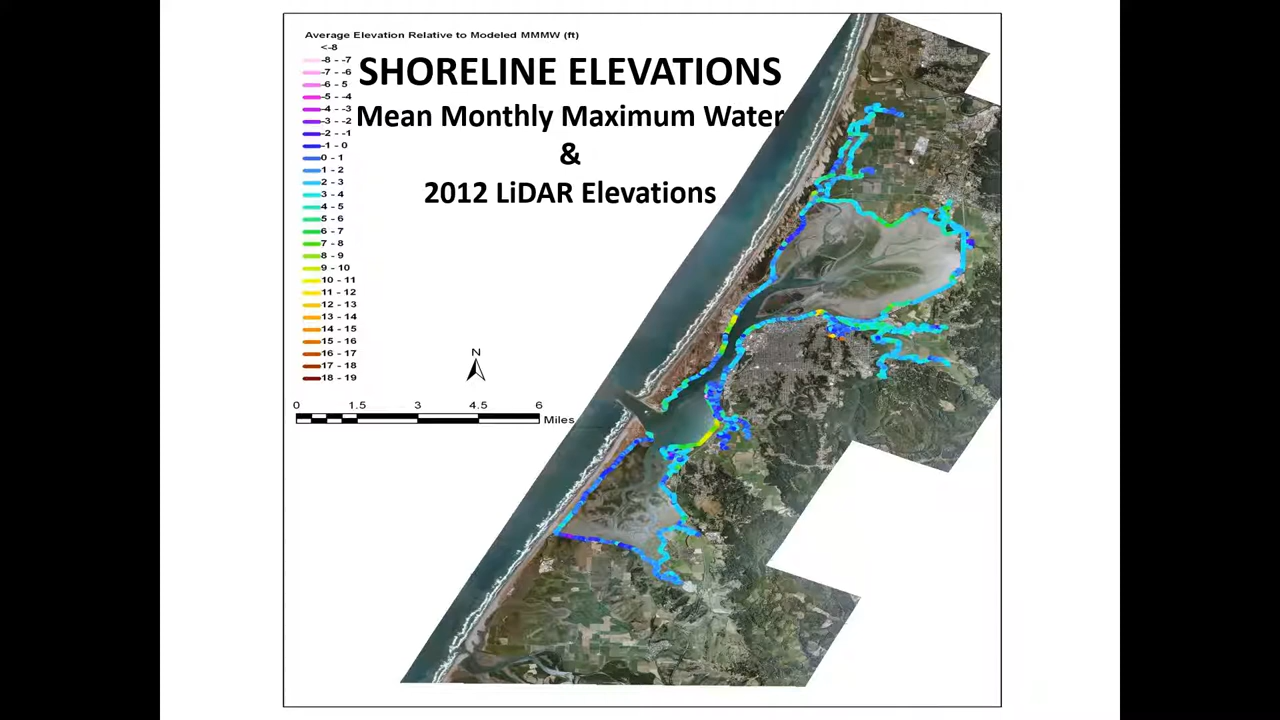 Average Elevation Relative to Modeled MMMW (ft)
<-8
-8 - -7
-7 - -6
-6 - 5
-5 - -4
-4 - -3
-3 - -2
-2 - -1
-1 - 0
0 - 1
1 - 2
2 - 3
3 - 4
4 - 5
5 - 6
6 - 7
7 - 8
8 - 9
9 - 10
10 - 11
11 - 12
12 - 13
13 - 14
14 - 15
15 - 16
16 - 17
17 - 18
18 - 19
SHORELINE ELEVATIONS
Mean Monthly Maximum Water
&
2012 LiDAR Elevations
N
0 1.5 3 4.5 6
Miles